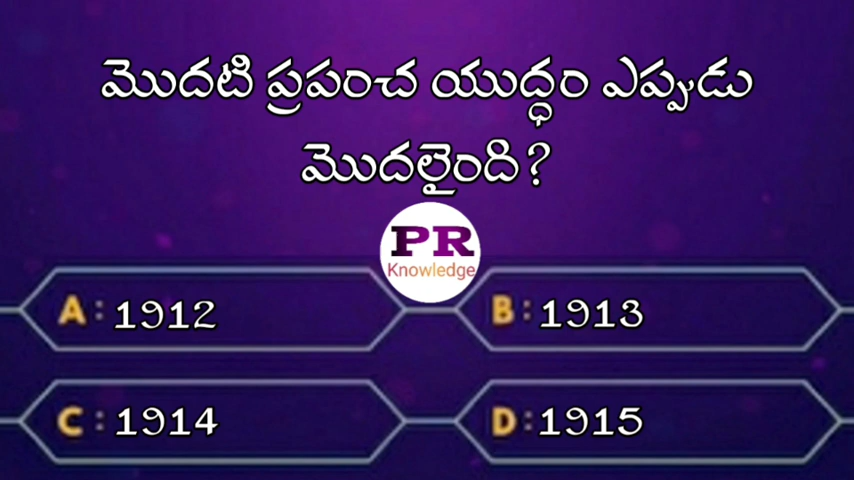 మొదటి ప్రపంచ యుద్ధం ఎప్పుడు
మొదలైంది?
PR
Knowledge
A : 1912
B : 1913
C : 1914
D : 1915